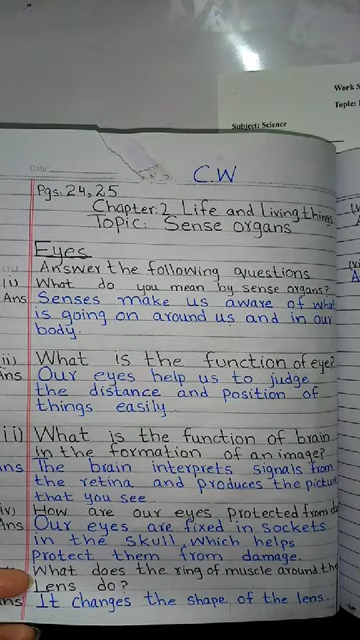 Work S
Topic:
Subject: Science
Date:
C.W
Pgs: 24,25
Chapter:2 Life and Living things
Topic: Sense organs
Eyes
Answer the following questions
(i) What do you mean by sense organs?
Ans Senses make us aware of what
is going on around us and in our
body.
ii) What is the function of eye?
Ans Our eyes help us to judge
the distance and position of
things easily.
ii) What is the function of brain
in the formation of an image?
ans The brain interprets signals from
the retina and produces the picture
that you see
iv) How are our eyes protected from da
Ans Our eyes are fixed in sockets
in the skull, which helps
protect them from damage.
What does the ring of muscle around the
Lens do?
ns It changes the shape of the lens.